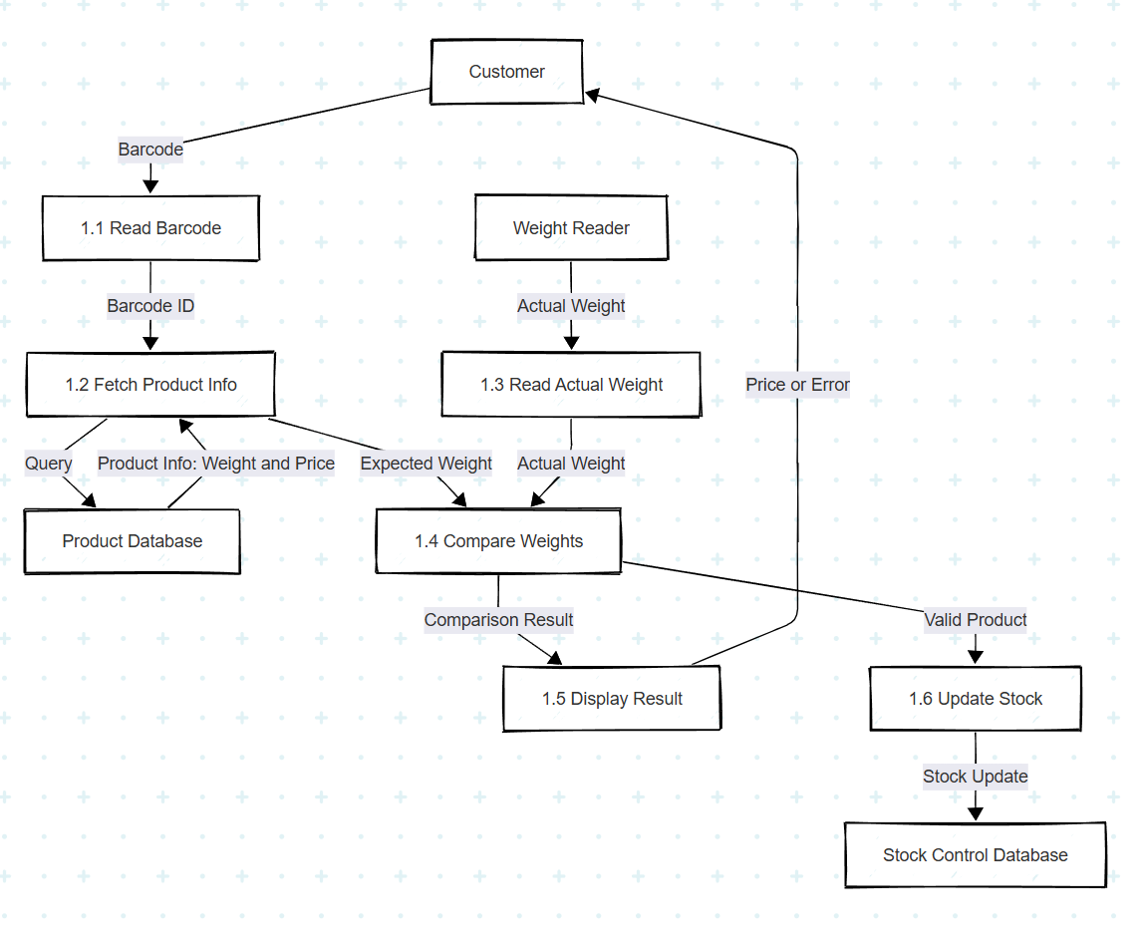 Customer
Barcode
1.1 Read Barcode
Weight Reader
Barcode ID
Actual Weight
1.2 Fetch Product Info
1.3 Read Actual Weight
Price or Error
Query
Product Info: Weight and Price
Expected Weight
Actual Weight
Product Database
1.4 Compare Weights
Comparison Result
Valid Product
1.5 Display Result
1.6 Update Stock
Stock Update
Stock Control Database